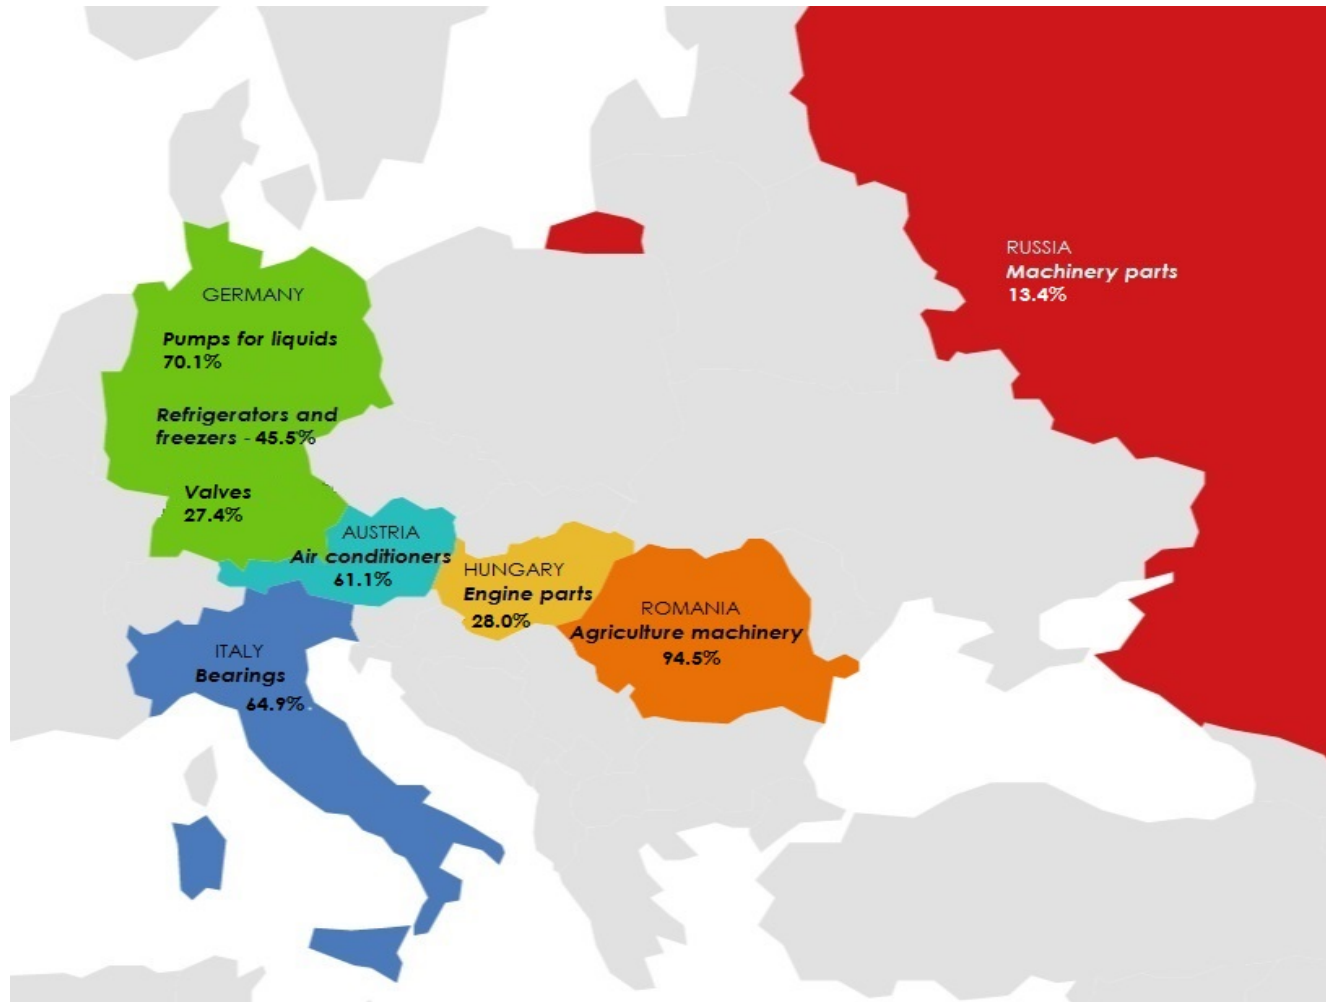 RUSSIA
Machinery parts
13.4%
GERMANY
Pumps for liquids
70.1%
Refrigerators and
freezers - 45.5%
Valves
27.4%
AUSTRIA
Air conditioners
61.1%
HUNGARY
Engine parts
28.0%
ROMANIA
Agriculture machinery
94.5%
ITALY
Bearings
64.9%